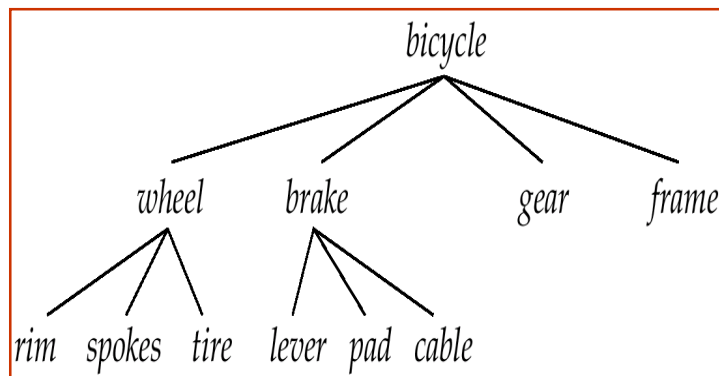 bicycle
wheel brake gear frame
rim spokes tire lever pad cable